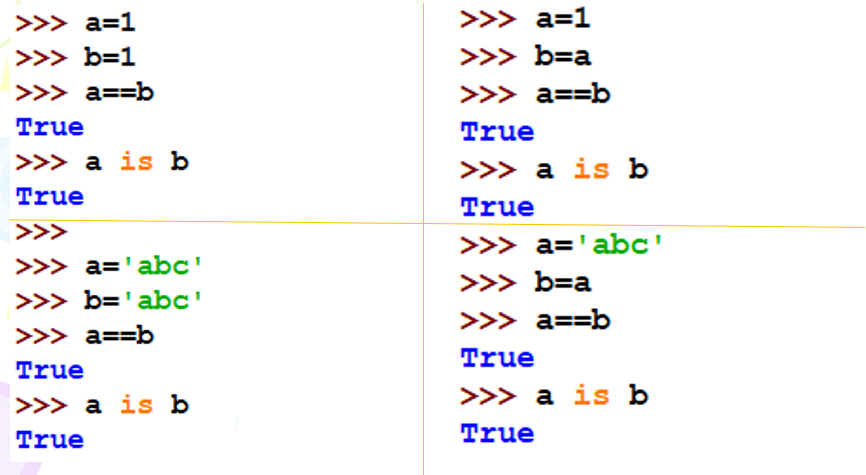 >>> a=1
>>> b=1
>>> a==b
True
>>> a is b
True
>>>
>>> a='abc'
>>> b='abc'
>>> a==b
True
>>> a is b
True
>>> a=1
>>> b=a
>>> a==b
True
>>> a is b
True
>>> a='abc'
>>> b=a
>>> a==b
True
>>> a is b
True